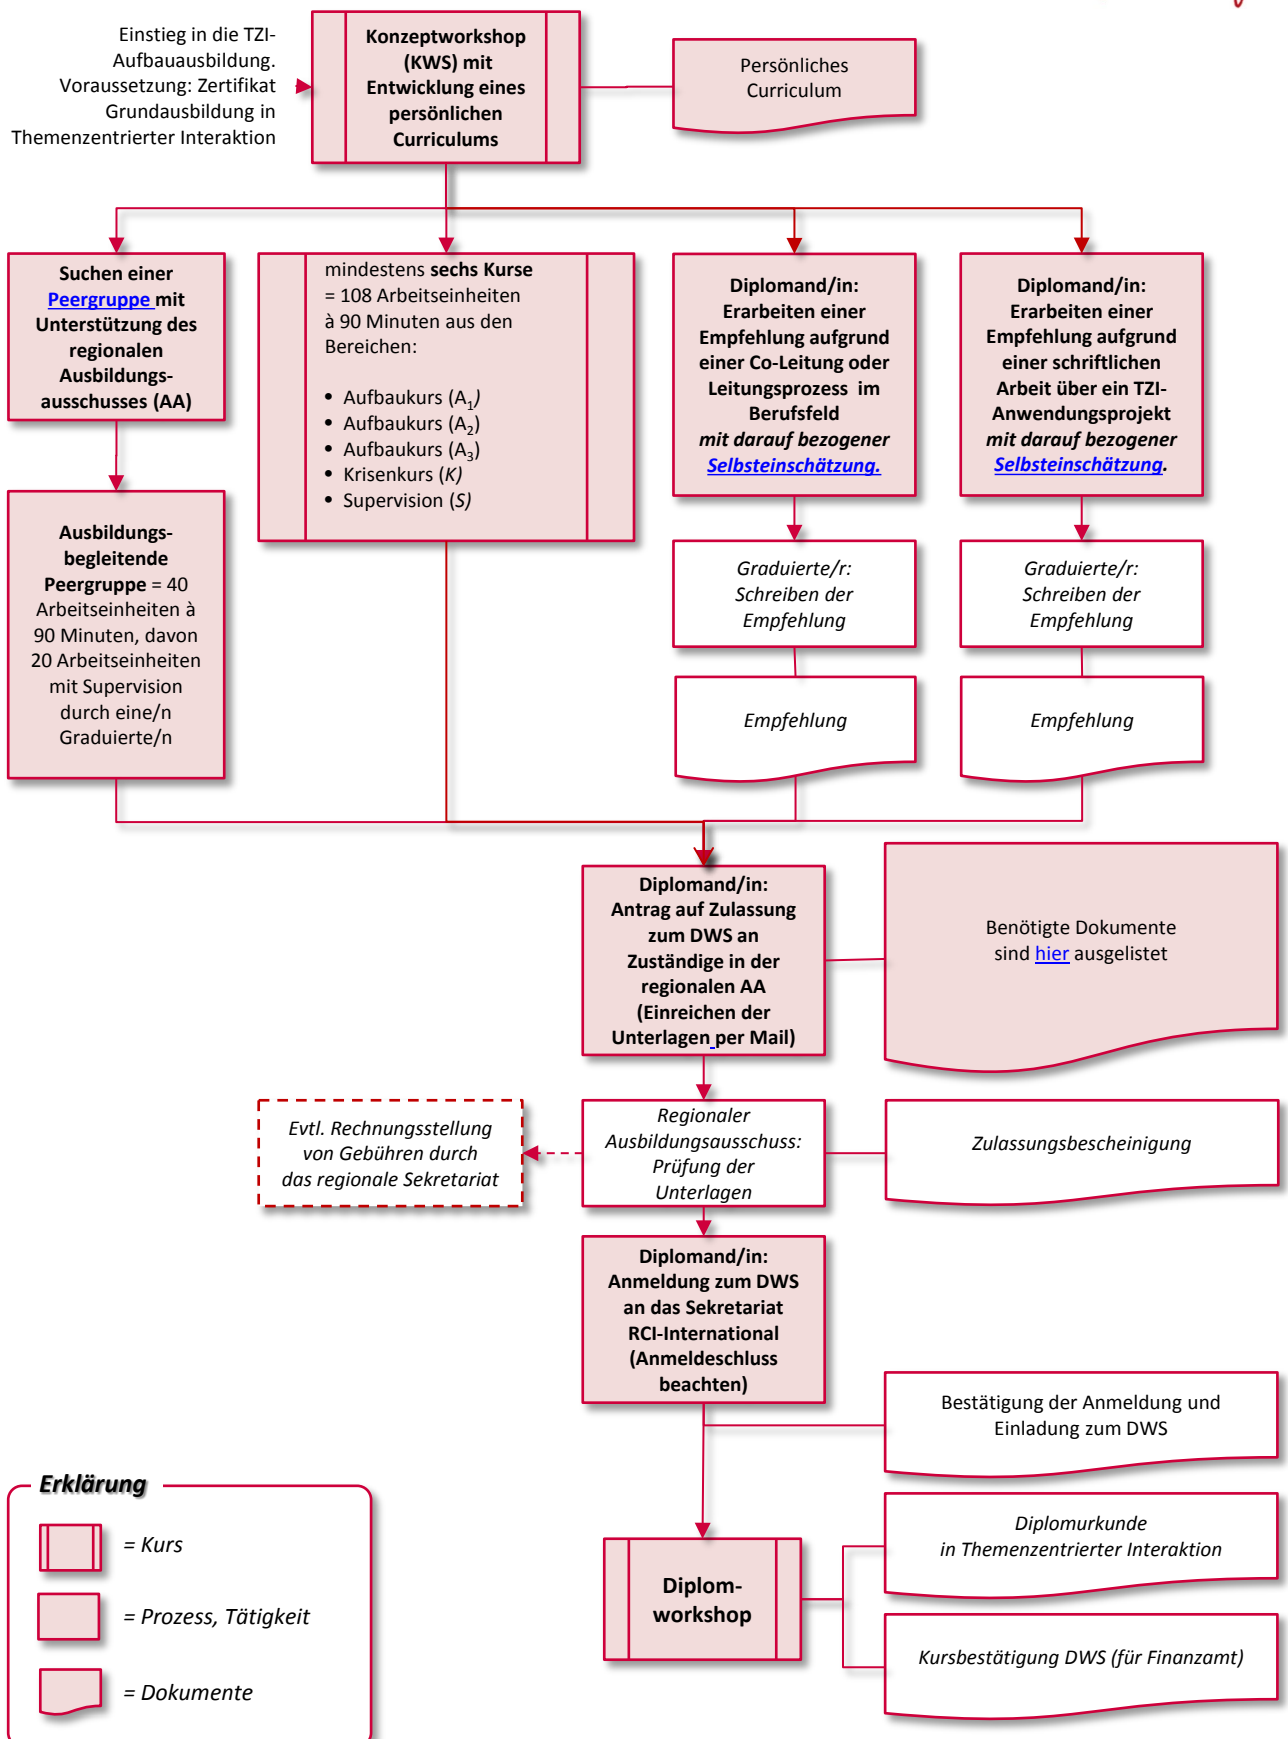 Einstieg in die TZI-
Aufbauausbildung.
Voraussetzung: Zertifikat
Grundausbildung in
Themenzentrierter Interaktion
Konzeptworkshop
(KWS) mit
Entwicklung eines
persönlichen
Curriculums
Persönliches
Curriculum
Suchen einer
Peergruppe mit
Unterstützung des
regionalen
Ausbildungs-
ausschusses (AA)
mindestens sechs Kurse
= 108 Arbeitseinheiten
à 90 Minuten aus den
Bereichen:
• Aufbaukurs (A1)
• Aufbaukurs (A2)
• Aufbaukurs (A3)
• Krisenkurs (K)
• Supervision (S)
Diplomand/in:
Erarbeiten einer
Empfehlung aufgrund
einer Co-Leitung oder
Leitungsprozess im
Berufsfeld
mit darauf bezogener
Selbsteinschätzung.
Diplomand/in:
Erarbeiten einer
Empfehlung aufgrund
einer schriftlichen
Arbeit über ein TZI-
Anwendungsprojekt
mit darauf bezogener
Selbsteinschätzung.
Ausbildungs-
begleitende
Peergruppe = 40
Arbeitseinheiten à
90 Minuten, davon
20 Arbeitseinheiten
mit Supervision
durch eine/n
Graduierte/n
Graduierte/r:
Schreiben der
Empfehlung
Graduierte/r:
Schreiben der
Empfehlung
Empfehlung
Empfehlung
Diplomand/in:
Antrag auf Zulassung
zum DWS an
Zuständige in der
regionalen AA
(Einreichen der
Unterlagen per Mail)
Benötigte Dokumente
sind hier ausgelistet
Evtl. Rechnungsstellung
von Gebühren durch
das regionale Sekretariat
Regionaler
Ausbildungsausschuss:
Prüfung der
Unterlagen
Zulassungsbescheinigung
Diplomand/in:
Anmeldung zum DWS
an das Sekretariat
RCI-International
(Anmeldeschluss
beachten)
Bestätigung der Anmeldung und
Einladung zum DWS
Diplom-
workshop
Diplomurkunde
in Themenzentrierter Interaktion
Kursbestätigung DWS (für Finanzamt)
Erklärung
= Kurs
= Prozess, Tätigkeit
= Dokumente